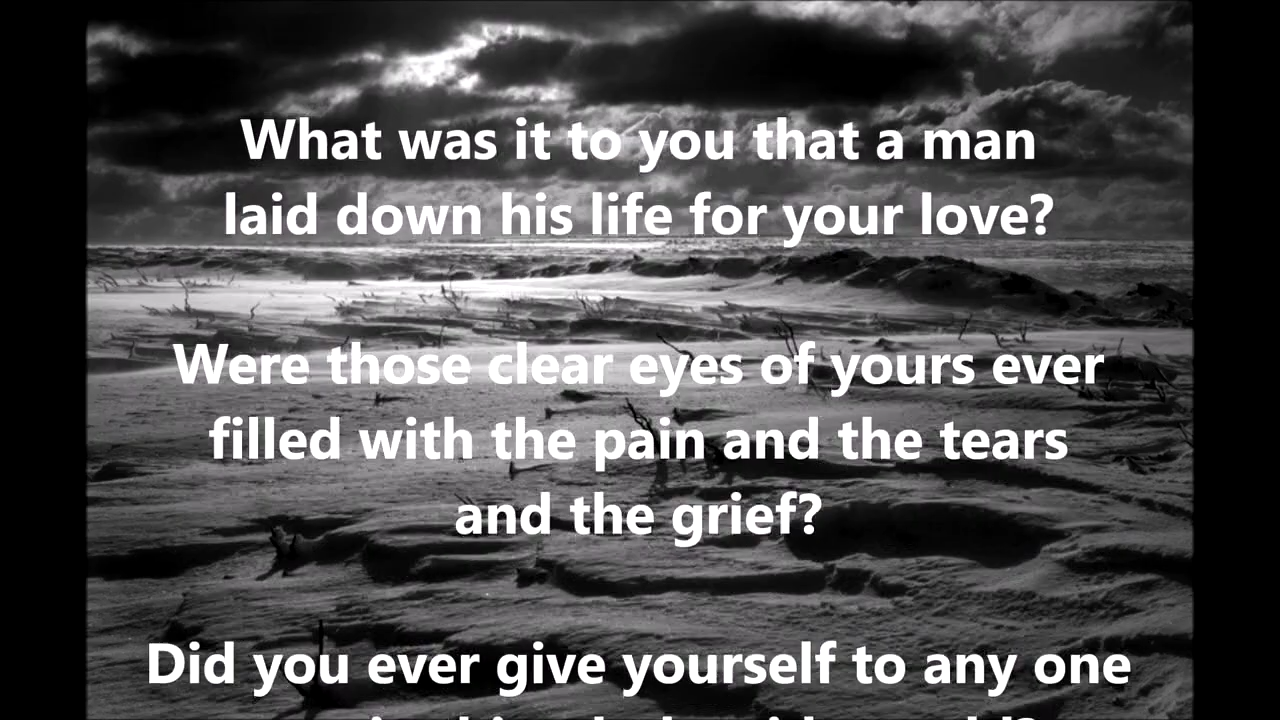 What was it to you that a man
laid down his life for your love?
Were those clear eyes of yours ever
filled with the pain and the tears
and the grief?
Did you ever give yourself to any one